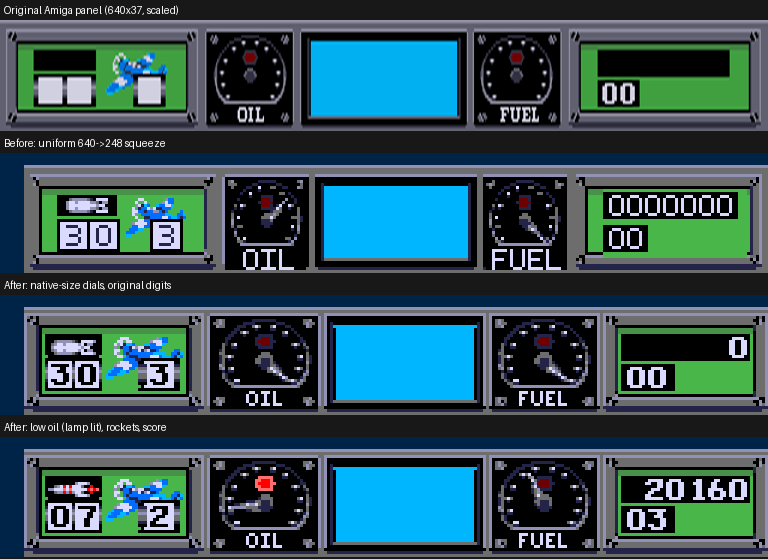 Original Amiga panel (640x37, scaled)
OIL FUEL 00
Before: uniform 640->248 squeeze
0000000
30 3 00
OIL FUEL
After: native-size dials, original digits
0
30 3 00
OIL FUEL
After: low oil (lamp lit), rockets, score
20160
07 2 03
OIL FUEL